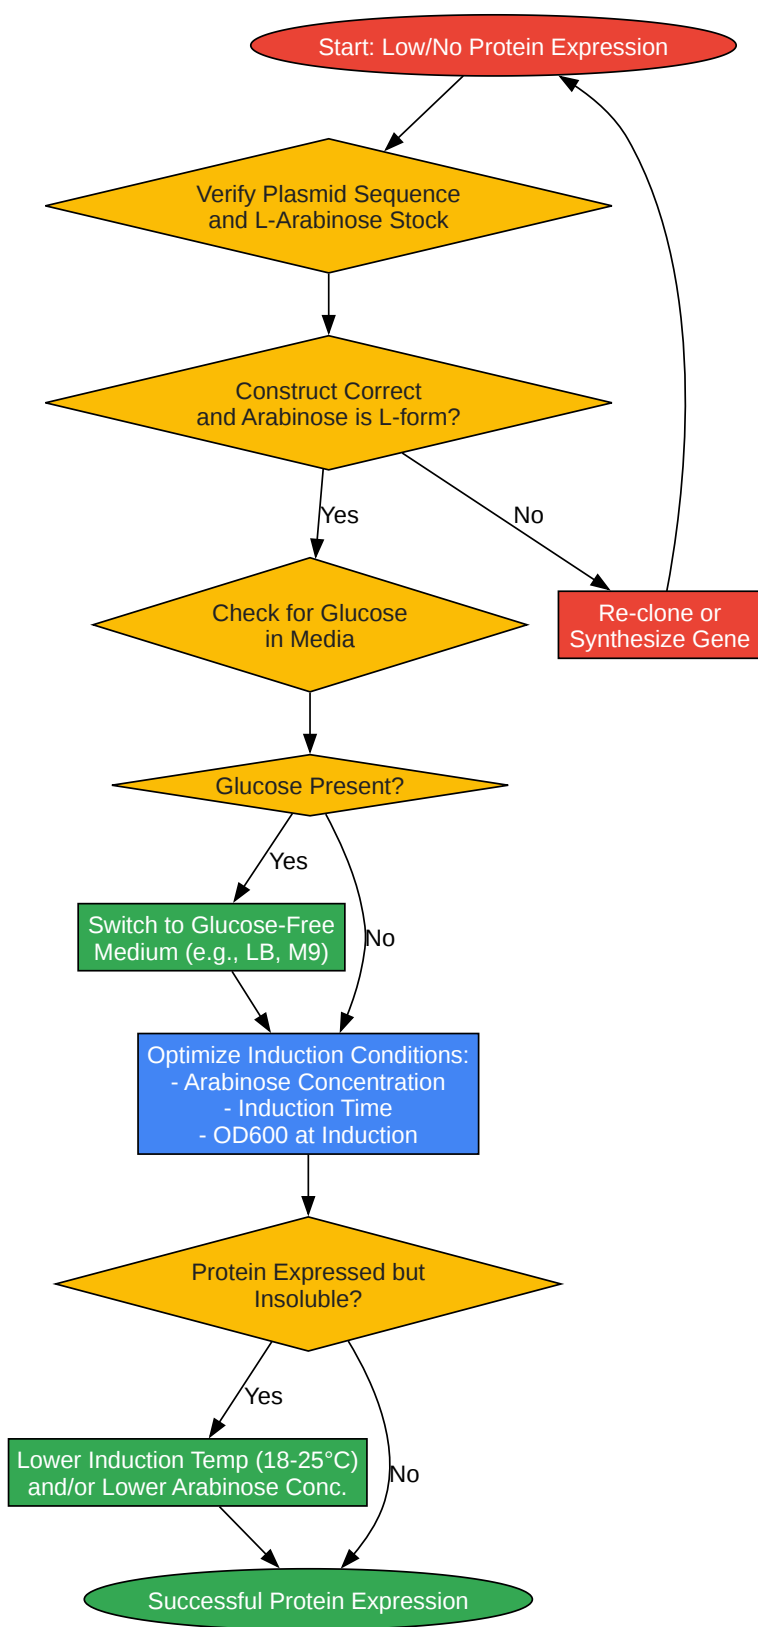 Start: Low/No Protein Expression
Verify Plasmid Sequence
and L-Arabinose Stock
Construct Correct
and Arabinose is L-form?
Yes
No
Check for Glucose
in Media
Re-clone or
Synthesize Gene
Glucose Present?
Yes
Switch to Glucose-Free
Medium (e.g., LB, M9)
No
Optimize Induction Conditions:
- Arabinose Concentration
- Induction Time
- OD600 at Induction
Protein Expressed but
Insoluble?
Yes
Lower Induction Temp (18-25°C)
and/or Lower Arabinose Conc.
No
Successful Protein Expression